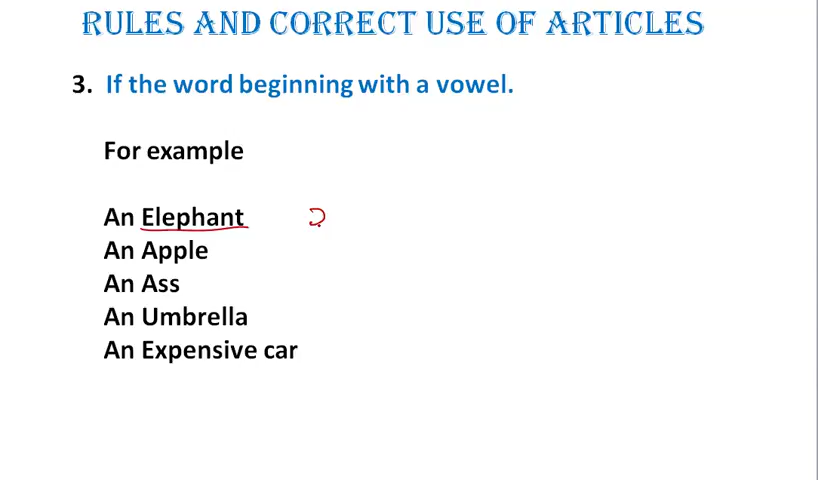 RULES AND CORRECT USE OF ARTICLES
3. If the word beginning with a vowel.
For example
An Elephant
An Apple
An Ass
An Umbrella
An Expensive car